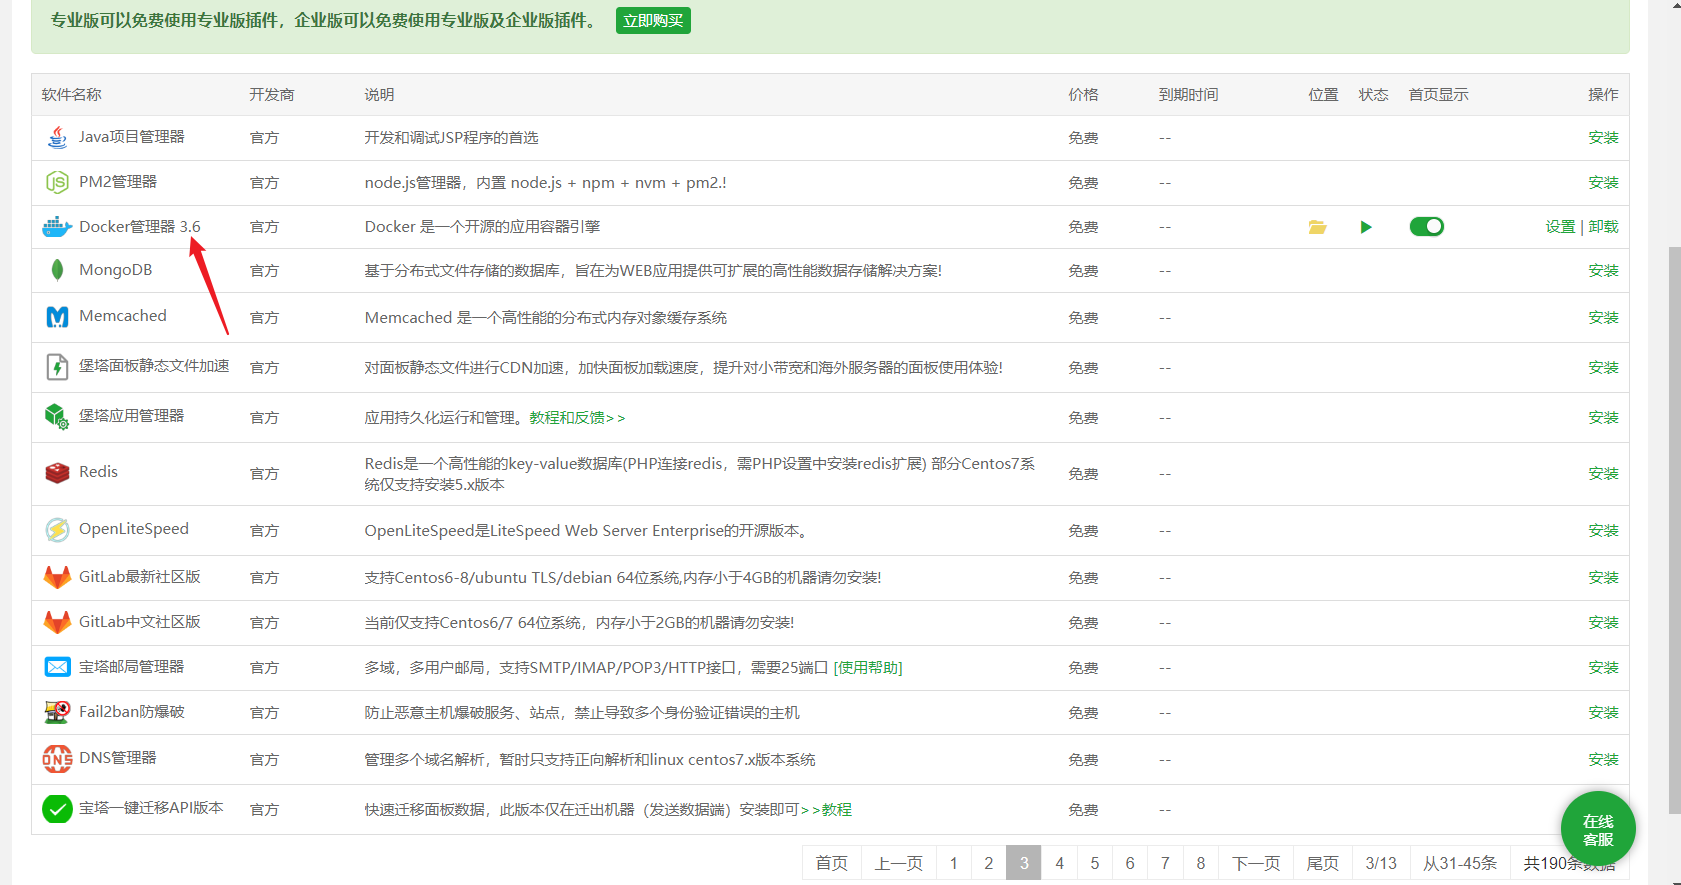 专业版可以免费使用专业版插件，企业版可以免费使用专业版及企业版插件。 立即购买
软件名称 开发商 说明 价格 到期时间 位置 状态 首页显示 操作
Java项目管理器 官方 开发和调试JSP程序的首选 免费 -- 安装
PM2管理器 官方 node.js管理器，内置 node.js + npm + nvm + pm2.! 免费 -- 安装
Docker管理器 3.6 官方 Docker 是一个开源的应用容器引擎 免费 -- 设置 | 卸载
MongoDB 官方 基于分布式文件存储的数据库，旨在为WEB应用提供可扩展的高性能数据存储解决方案! 免费 -- 安装
Memcached 官方 Memcached 是一个高性能的分布式内存对象缓存系统 免费 -- 安装
堡塔面板静态文件加速 官方 对面板静态文件进行CDN加速，加快面板加载速度，提升对小带宽和海外服务器的面板使用体验! 免费 -- 安装
堡塔应用管理器 官方 应用持久化运行和管理。教程和反馈>> 免费 -- 安装
Redis 官方 Redis是一个高性能的key-value数据库(PHP连接redis，需PHP设置中安装redis扩展) 部分Centos7系 免费 -- 安装
统仅支持安装5.x版本
OpenLiteSpeed 官方 OpenLiteSpeed是LiteSpeed Web Server Enterprise的开源版本。 免费 -- 安装
GitLab最新社区版 官方 支持Centos6-8/ubuntu TLS/debian 64位系统,内存小于4GB的机器请勿安装! 免费 -- 安装
GitLab中文社区版 官方 当前仅支持Centos6/7 64位系统，内存小于2GB的机器请勿安装! 免费 -- 安装
宝塔邮局管理器 官方 多域，多用户邮局，支持SMTP/IMAP/POP3/HTTP接口，需要25端口 [使用帮助] 免费 -- 安装
Fail2ban防爆破 官方 防止恶意主机爆破服务、站点，禁止导致多个身份验证错误的主机 免费 -- 安装
DNS DNS管理器 官方 管理多个域名解析，暂时只支持正向解析和linux centos7.x版本系统 免费 -- 安装
宝塔一键迁移API版本 官方 快速迁移面板数据，此版本仅在迁出机器（发送数据端）安装即可>>教程 免费 --
在线
客服
首页 上一页 1 2 3 4 5 6 7 8 下一页 尾页 3/13 从31-45条 共190条数据